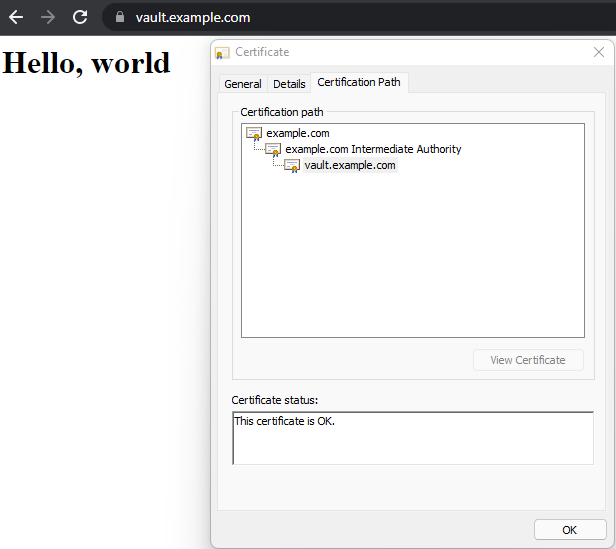 vault.example.com
Hello, world
Certificate
General Details Certification Path
Certification path
example.com
example.com Intermediate Authority
vault.example.com
View Certificate
Certificate status:
This certificate is OK.
OK